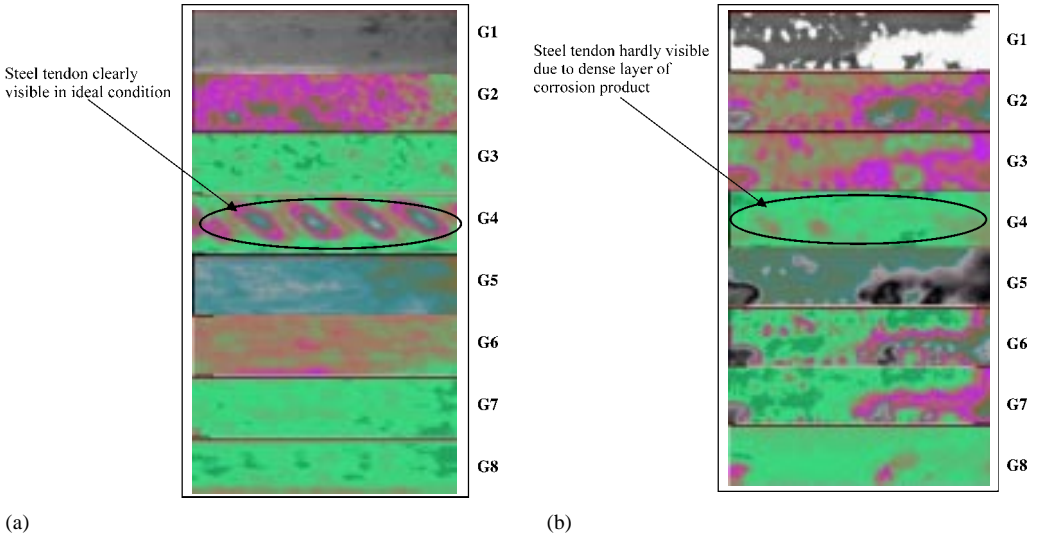 Steel tendon clearly
visible in ideal condition
G1
G2
G3
G4
G5
G6
G7
G8
(a)
Steel tendon hardly visible
due to dense layer of
corrosion product
G1
G2
G3
G4
G5
G6
G7
G8
(b)